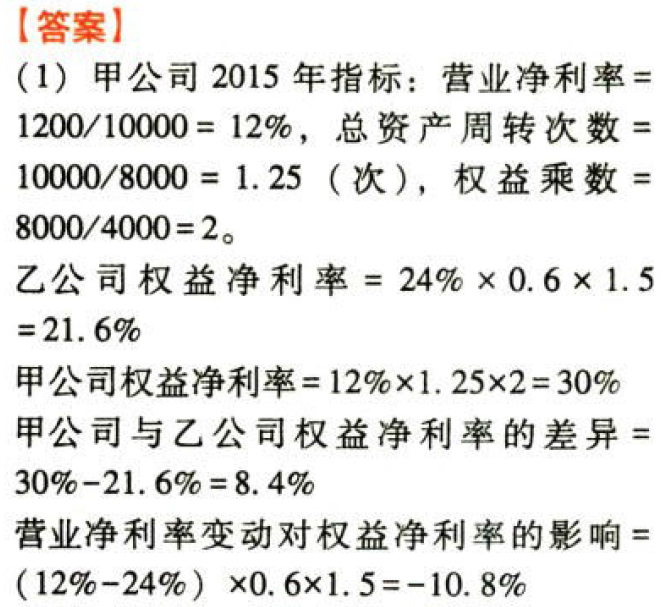 【答案】
(1) 甲公司 2015 年指标：营业净利率=
1200/10000 = 12%，总资产周转次数=
10000/8000 = 1.25 （次），权益乘数=
8000/4000=2。
乙公司权益净利率 = 24% × 0.6 × 1.5
=21.6%
甲公司权益净利率=12%×1.25×2=30%
甲公司与乙公司权益净利率的差异=
30%-21.6%=8.4%
营业净利率变动对权益净利率的影响=
(12%-24%) ×0.6×1.5=-10.8%